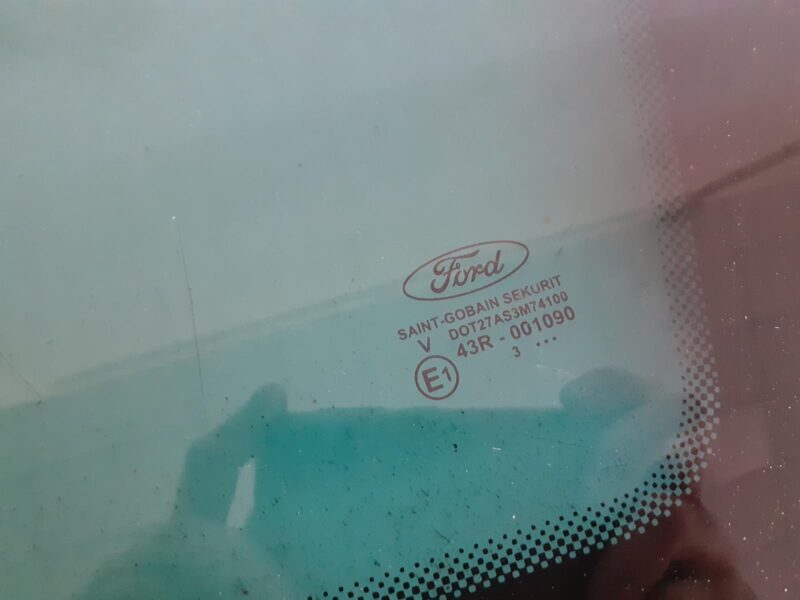 Ford
SAINT-GOBAIN SEKURIT
V DOT27AS3M74100
43R - 001090
E1
3 ...